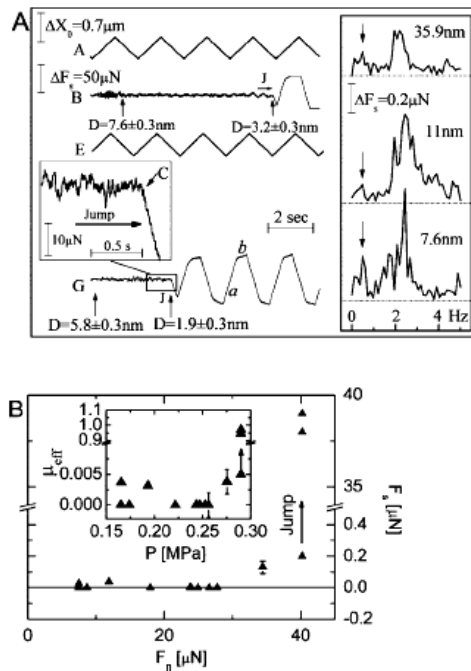 A
ΔX₀=0.7μm
A
ΔFₛ=50μN
J
B
D=7.6±0.3nm
D=3.2±0.3nm
E
C
Jump
10μN
0.5 s
2 sec
b
a
G
J
D=5.8±0.3nm
D=1.9±0.3nm
35.9nm
ΔFₛ=0.2μN
11nm
7.6nm
0 2 4 Hz
B
μeff
1.1
1.0
0.9
0.005
0.000
0.15 0.20 0.25 0.30
P [MPa]
Jump
40
35
0.4
0.2
0.0
-0.2
Fₛ [μN]
0 20 40
Fₙ [μN]